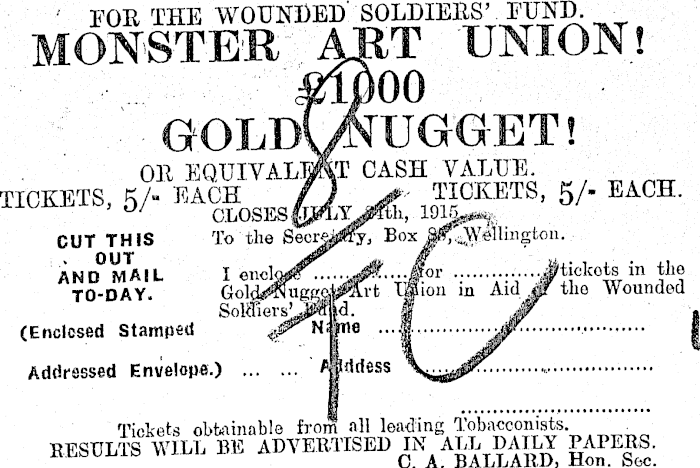 FOR THE WOUNDED SOLDIERS' FUND.
MONSTER ART UNION!
£1000
GOLD NUGGET!
OR EQUIVALENT CASH VALUE.
TICKETS, 5/- EACH TICKETS, 5/- EACH.
CLOSES JULY 1915
CUT THIS
OUT
AND MAIL
TO-DAY.
To the Secretary, Box Wellington.
I enclose ............ for ............ tickets in the
Gold Nugget Art Union in Aid of the Wounded
Soldiers' Fund.
(Enclosed Stamped
Addressed Envelope.) ... ...
Name ............
Adddess ............
Tickets obtainable from all leading Tobacconists.
RESULTS WILL BE ADVERTISED IN ALL DAILY PAPERS.
C. A. BALLARD, Hon. Sec.